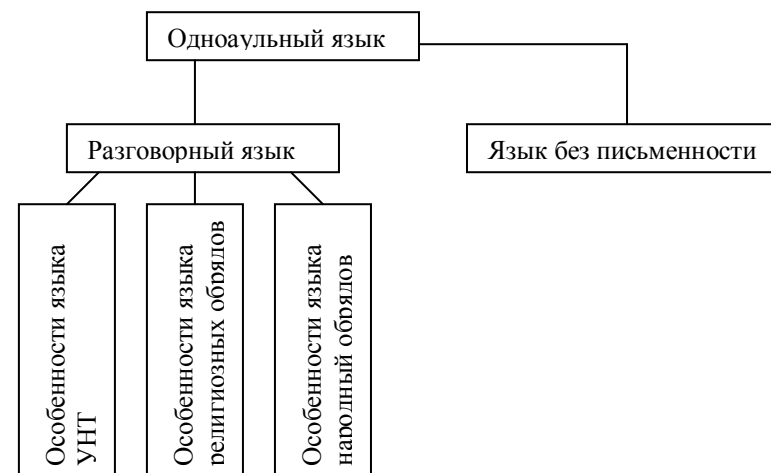 Одноаульный язык
Разговорный язык
Язык без письменности
Особенности языка
УНТ
Особенности языка
религиозных обрядов
Особенности языка
народный обрядов